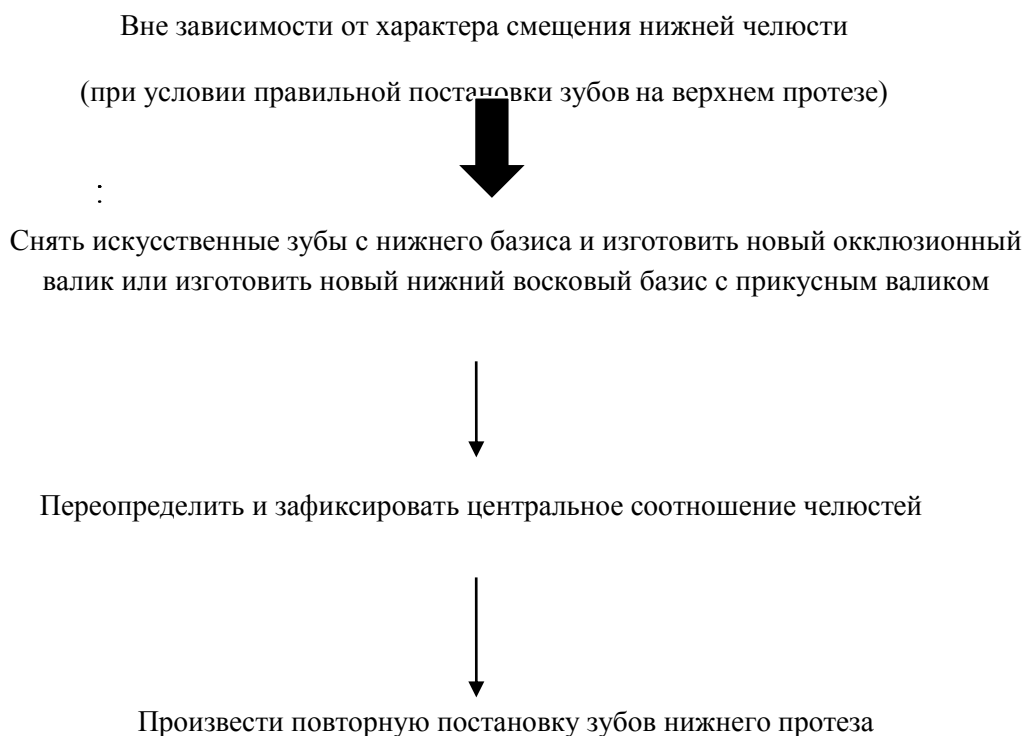 Вне зависимости от характера смещения нижней челюсти
(при условии правильной постановки зубов на верхнем протезе)
:
Снять искусственные зубы с нижнего базиса и изготовить новый окклюзионный
валик или изготовить новый нижний восковый базис с прикусным валиком
Переопределить и зафиксировать центральное соотношение челюстей
Произвести повторную постановку зубов нижнего протеза